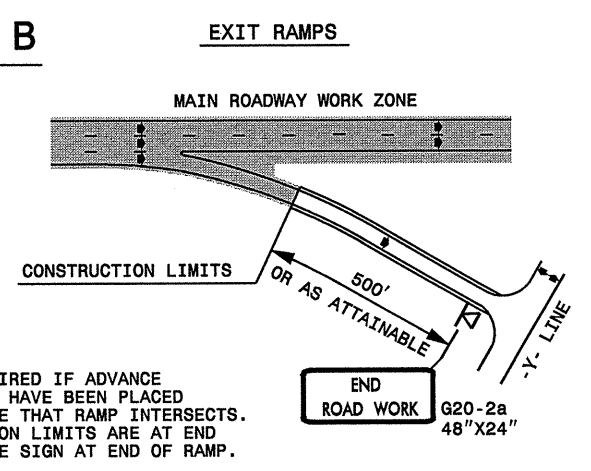 B
EXIT RAMPS
MAIN ROADWAY WORK ZONE
CONSTRUCTION LIMITS
500'
OR AS ATTAINABLE
-Y- LINE
END
ROAD WORK
G20-2a
48"X24"
IRED IF ADVANCE
HAVE BEEN PLACED
E THAT RAMP INTERSECTS.
ON LIMITS ARE AT END
E SIGN AT END OF RAMP.